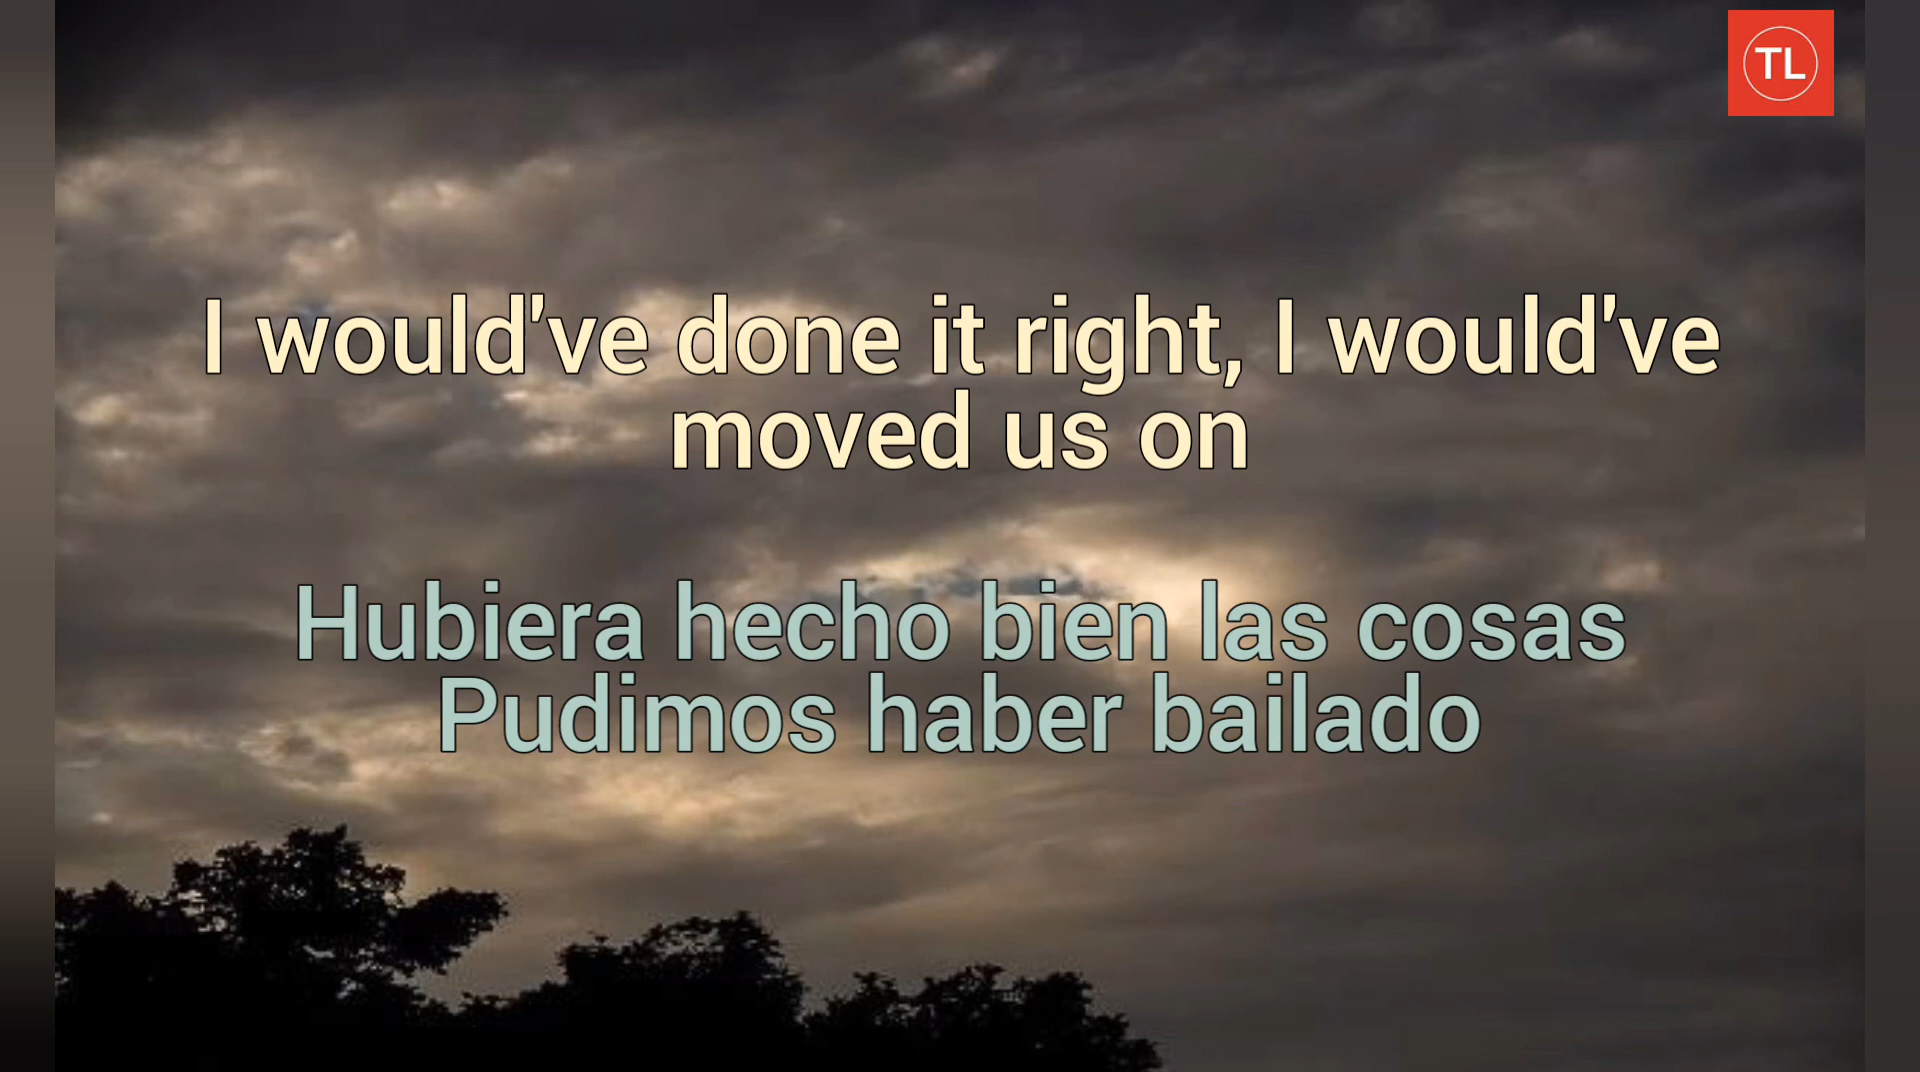 TL
I would've done it right, I would've
moved us on
Hubiera hecho bien las cosas
Pudimos haber bailado